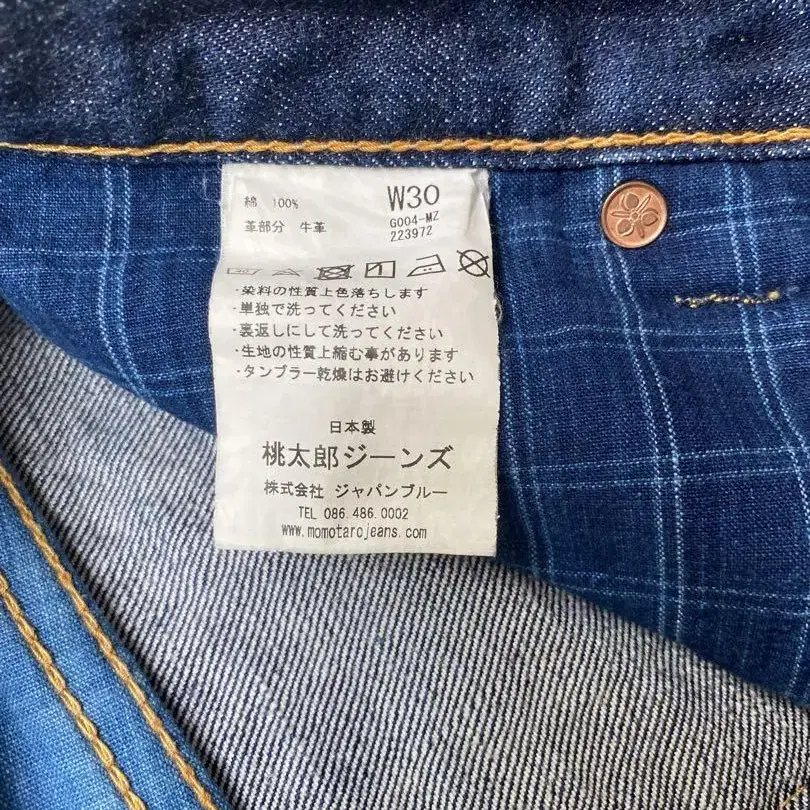 綿 100%
W30
革部分 牛革
G004-MZ
223972
・染料の性質上色落ちします
・単独で洗ってください
・裏返しにして洗ってください
・生地の性質上縮む事があります
・タンブラー乾燥はお避けください
日本製
桃太郎ジーンズ
株式会社 ジャパンブルー
TEL 086.486.0002
www.momotarojeans.com